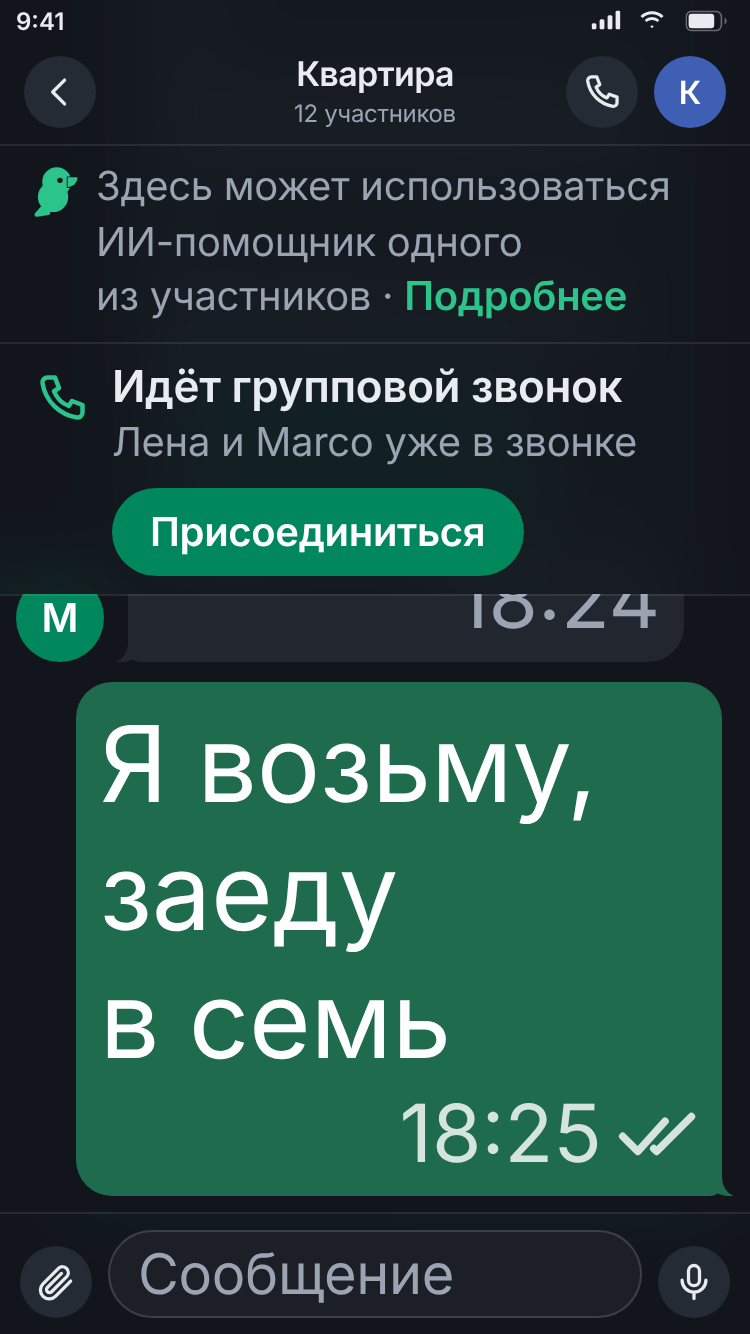 9:41
Квартира
12 участников
К
Здесь может использоваться
ИИ-помощник одного
из участников · Подробнее
Идёт групповой звонок
Лена и Marco уже в звонке
Присоединиться
М
18:24
Я возьму,
заеду
в семь
18:25
Сообщение